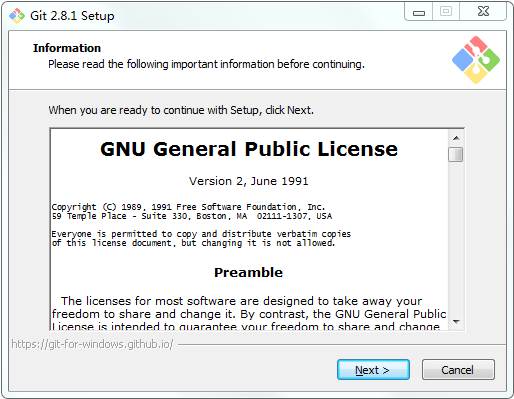 Git 2.8.1 Setup
Information
Please read the following important information before continuing.
When you are ready to continue with Setup, click Next.
GNU General Public License
Version 2, June 1991
Copyright (C) 1989, 1991 Free Software Foundation, Inc.
59 Temple Place - Suite 330, Boston, MA  02111-1307, USA
Everyone is permitted to copy and distribute verbatim copies
of this license document, but changing it is not allowed.
Preamble
The licenses for most software are designed to take away your
freedom to share and change it. By contrast, the GNU General Public
License is intended to guarantee your freedom to share and change
https://git-for-windows.github.io/
Next >
Cancel